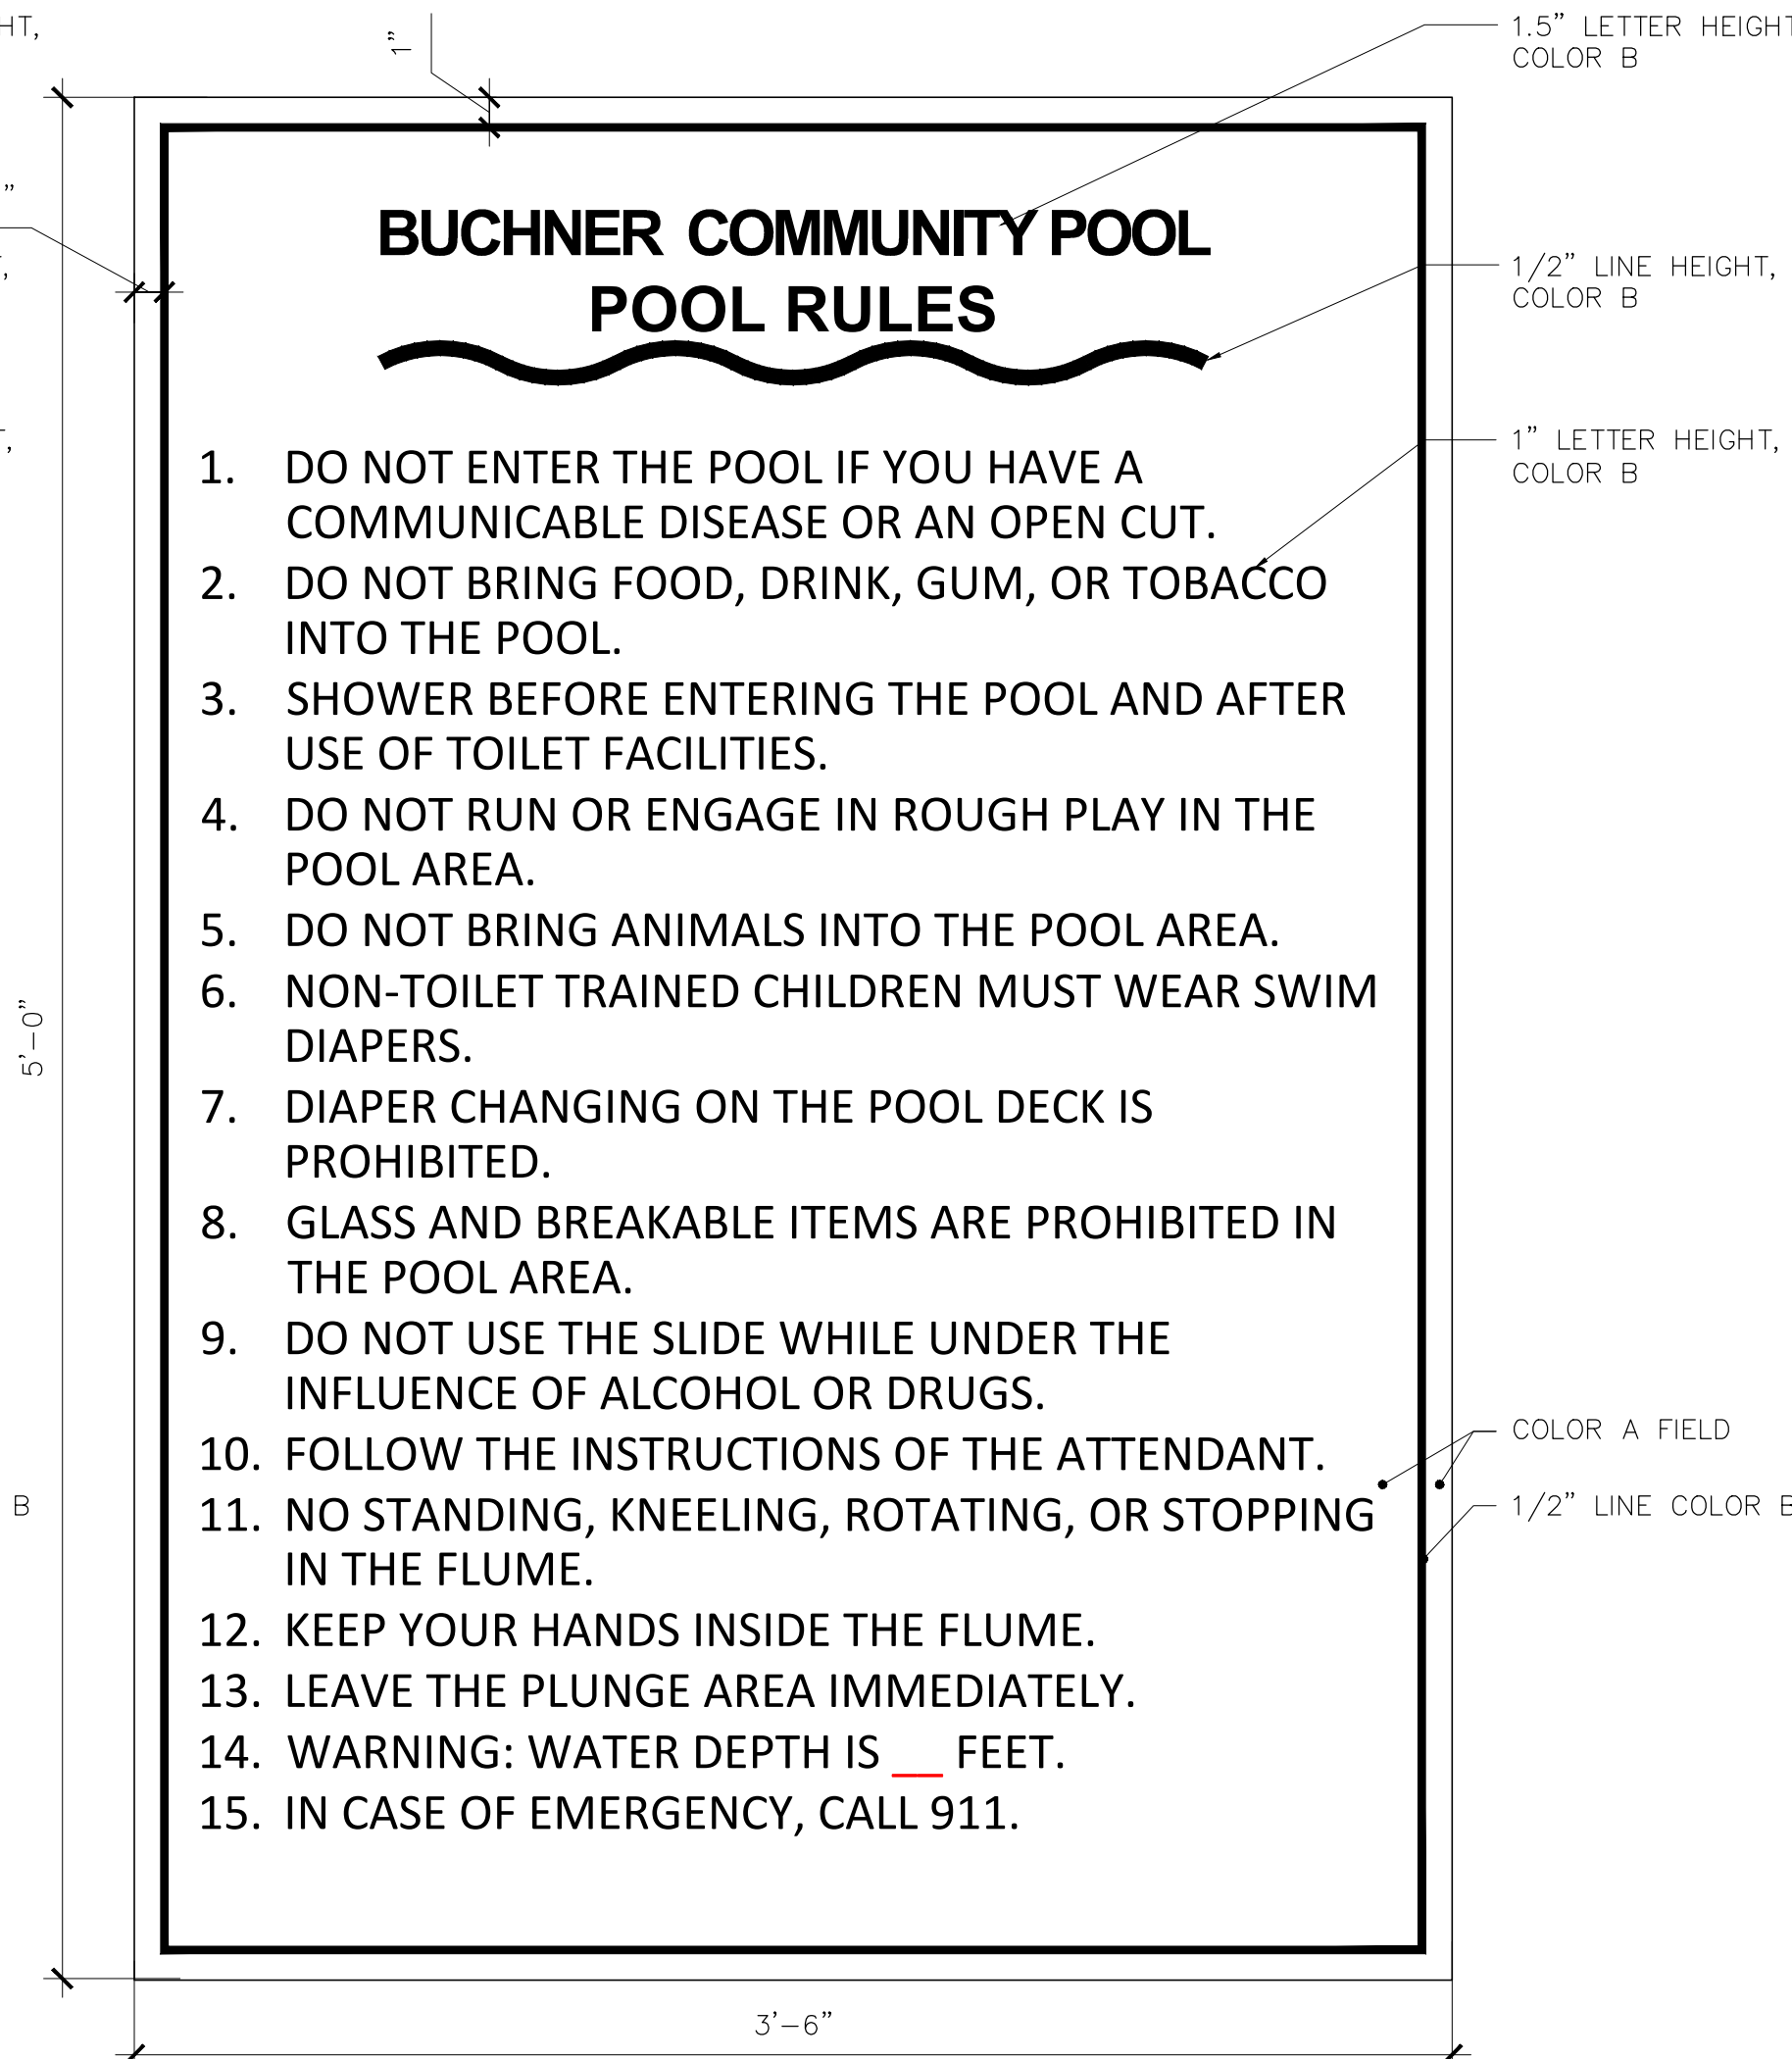 HT,
1"
1.5" LETTER HEIGHT
COLOR B
"
BUCHNER COMMUNITY POOL
POOL RULES
T,
1/2" LINE HEIGHT,
COLOR B
T,
1" LETTER HEIGHT,
COLOR B
1. DO NOT ENTER THE POOL IF YOU HAVE A
COMMUNICABLE DISEASE OR AN OPEN CUT.
2. DO NOT BRING FOOD, DRINK, GUM, OR TOBACCO
INTO THE POOL.
3. SHOWER BEFORE ENTERING THE POOL AND AFTER
USE OF TOILET FACILITIES.
4. DO NOT RUN OR ENGAGE IN ROUGH PLAY IN THE
POOL AREA.
5. DO NOT BRING ANIMALS INTO THE POOL AREA.
6. NON-TOILET TRAINED CHILDREN MUST WEAR SWIM
DIAPERS.
7. DIAPER CHANGING ON THE POOL DECK IS
PROHIBITED.
8. GLASS AND BREAKABLE ITEMS ARE PROHIBITED IN
THE POOL AREA.
9. DO NOT USE THE SLIDE WHILE UNDER THE
INFLUENCE OF ALCOHOL OR DRUGS.
10. FOLLOW THE INSTRUCTIONS OF THE ATTENDANT.
11. NO STANDING, KNEELING, ROTATING, OR STOPPING
IN THE FLUME.
12. KEEP YOUR HANDS INSIDE THE FLUME.
13. LEAVE THE PLUNGE AREA IMMEDIATELY.
14. WARNING: WATER DEPTH IS __ FEET.
15. IN CASE OF EMERGENCY, CALL 911.
5'-0"
B
COLOR A FIELD
1/2" LINE COLOR B
3'-6"